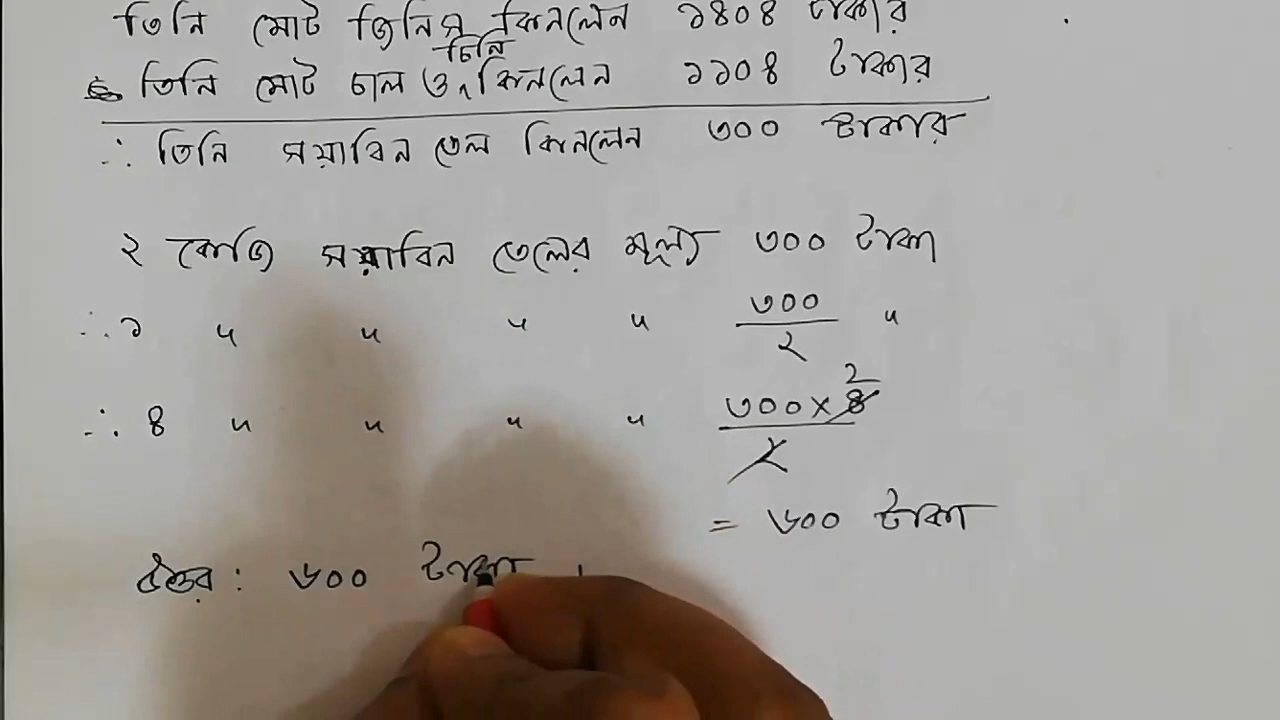 তিনি মোট জিনিস কিনলেন ১৪০৪ টাকার
তিনি মোট চাল ও চিনি কিনলেন ১১০৪ টাকার
∴ তিনি সয়াবিন তেল কিনলেন ৩০০ টাকার
২ কেজি সয়াবিন তেলের মূল্য ৩০০ টাকা
∴ ১ " " " " ৩০০/২ "
∴ ৪ " " " " ৩০০×৪/২ 2
= ৬০০ টাকা
উত্তর: ৬০০ টাকা ।